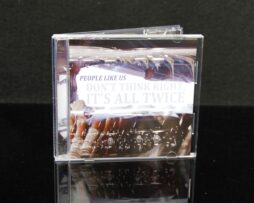 PEOPLE LIKE US
DON'T THINK RIGHT,
IT'S ALL TWICE